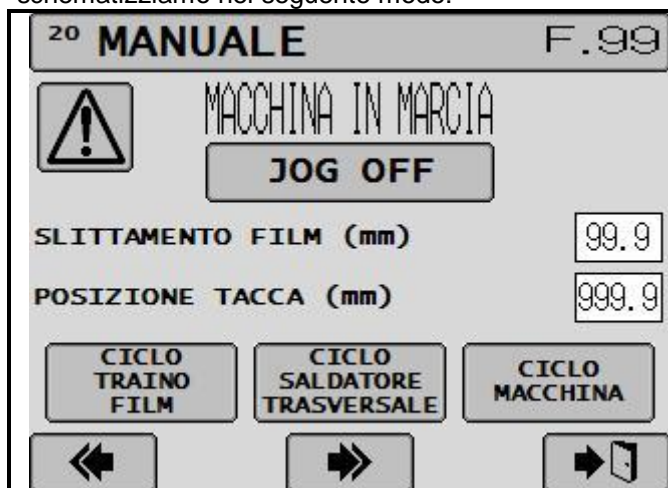 schematizziamo nel seguente modo:
20 MANUALE F.99
MACCHINA IN MARCIA
JOG OFF
SLITTAMENTO FILM (mm) 99.9
POSIZIONE TACCA (mm) 999.9
CICLO TRAINO FILM
CICLO SALDATORE TRASVERSALE
CICLO MACCHINA